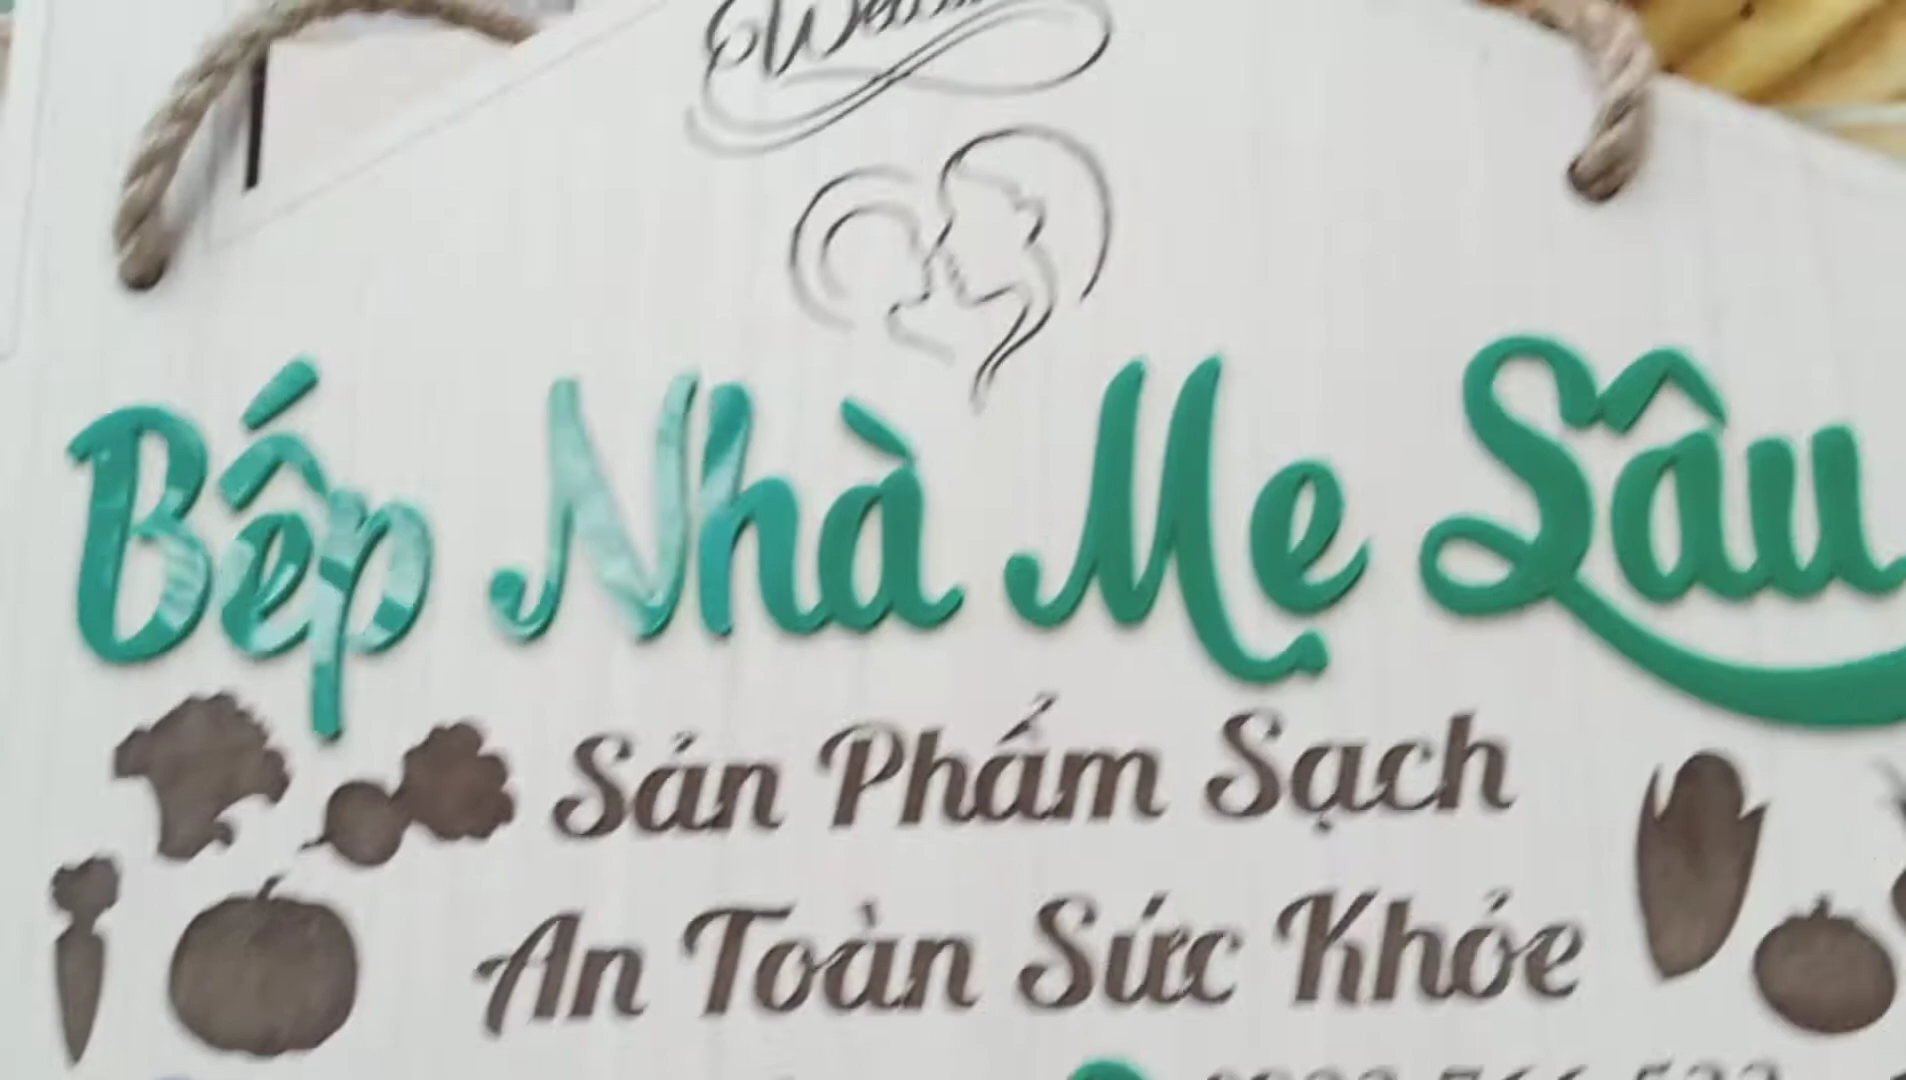 Bếp Nhà Mẹ Sâu
Sản Phẩm Sạch
An Toàn Sức Khỏe